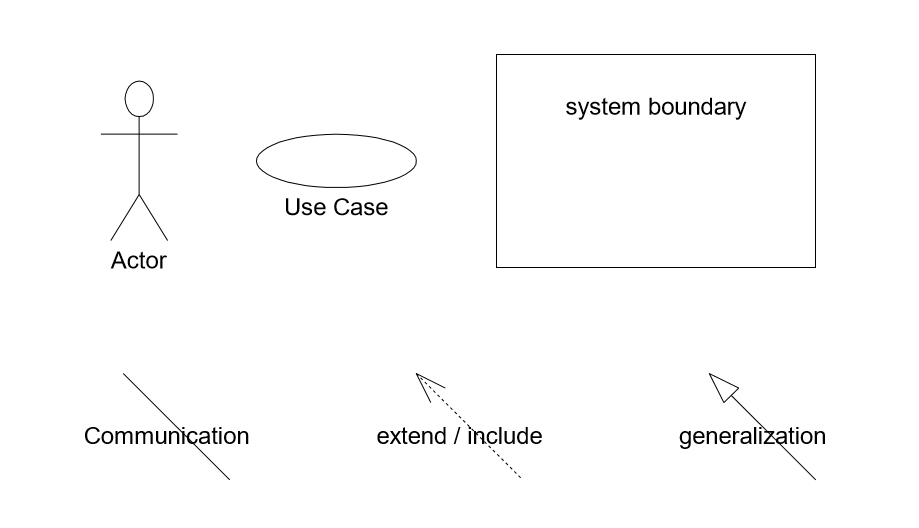 system boundary
Use Case
Actor
Communication
extend / include
generalization